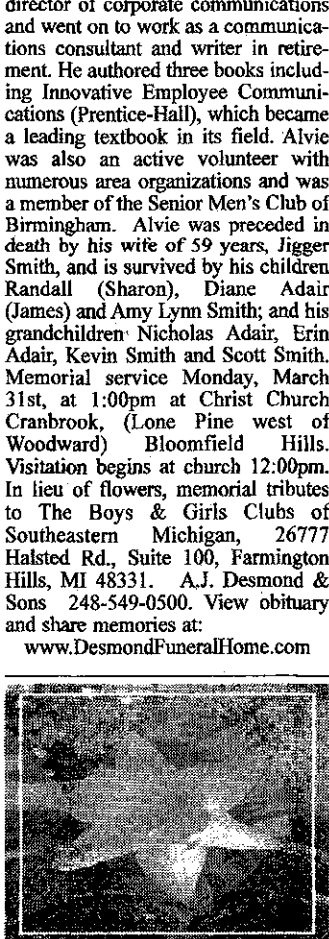 director of corporate communications
and went on to work as a communica-
tions consultant and writer in retire-
ment. He authored three books includ-
ing Innovative Employee Communi-
cations (Prentice-Hall), which became
a leading textbook in its field. Alvie
was also an active volunteer with
numerous area organizations and was
a member of the Senior Men's Club of
Birmingham. Alvie was preceded in
death by his wife of 59 years, Jigger
Smith, and is survived by his children
Randall (Sharon), Diane Adair
(James) and Amy Lynn Smith; and his
grandchildren Nicholas Adair, Erin
Adair, Kevin Smith and Scott Smith.
Memorial service Monday, March
31st, at 1:00pm at Christ Church
Cranbrook, (Lone Pine west of
Woodward) Bloomfield Hills.
Visitation begins at church 12:00pm.
In lieu of flowers, memorial tributes
to The Boys & Girls Clubs of
Southeastern Michigan, 26777
Halsted Rd., Suite 100, Farmington
Hills, MI 48331. A.J. Desmond &
Sons 248-549-0500. View obituary
and share memories at:
www.DesmondFuneralHome.com